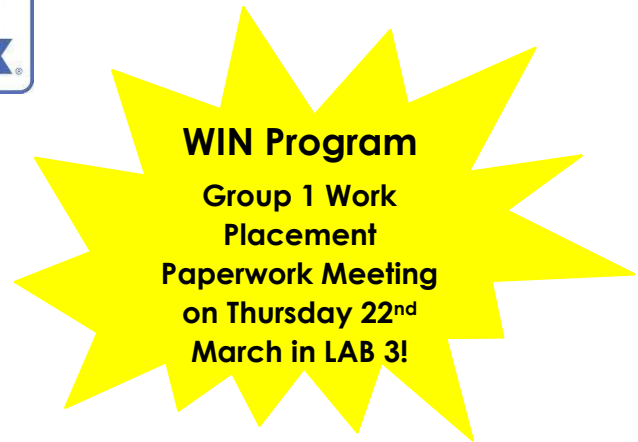 WIN Program
Group 1 Work
Placement
Paperwork Meeting
on Thursday 22nd
March in LAB 3!